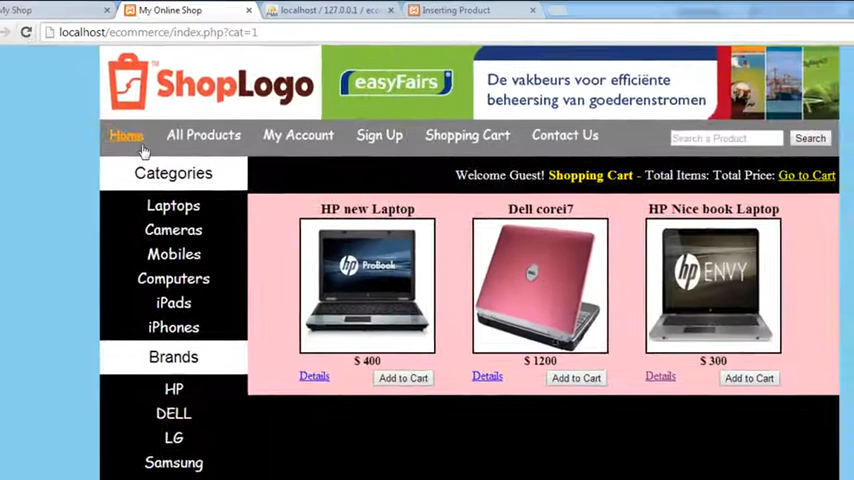 My Shop
My Online Shop
localhost / 127.0.0.1 / ec
Inserting Product
localhost/ecommerce/index.php?cat=1
ShopLogo
TM
easyFairs
De vakbeurs voor efficiënte
beheersing van goederenstromen
Home
All Products
My Account
Sign Up
Shopping Cart
Contact Us
Search a Product
Search
Categories
Welcome Guest! Shopping Cart - Total Items: Total Price: Go to Cart
Laptops
Cameras
Mobiles
Computers
iPads
iPhones
Brands
HP
DELL
LG
Samsung
HP new Laptop
Dell corei7
HP Nice book Laptop
hp ProBook
DELL
hp ENVY
$ 400
$ 1200
$ 300
Details
Add to Cart
Details
Add to Cart
Details
Add to Cart